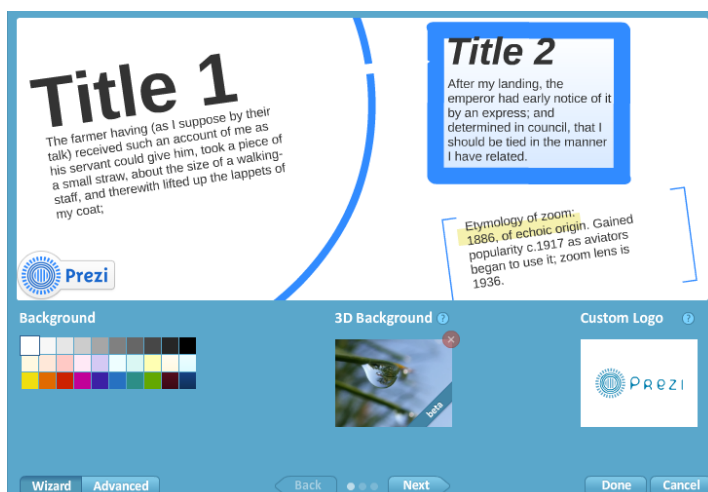 Title 1
The farmer having (as I suppose by their
talk) received such an account of me as
his servant could give him, took a piece of
a small straw, about the size of a walking-
staff, and therewith lifted up the lappets of
my coat;
Title 2
After my landing, the
emperor had early notice of it
by an express; and
determined in council, that I
should be tied in the manner
I have related.
Etymology of zoom:
1886, of echoic origin. Gained
popularity c.1917 as aviators
began to use it; zoom lens is
1936.
Prezi
Background
3D Background ?
Custom Logo ?
beta
PREZI
Wizard Advanced
Back Next
Done Cancel